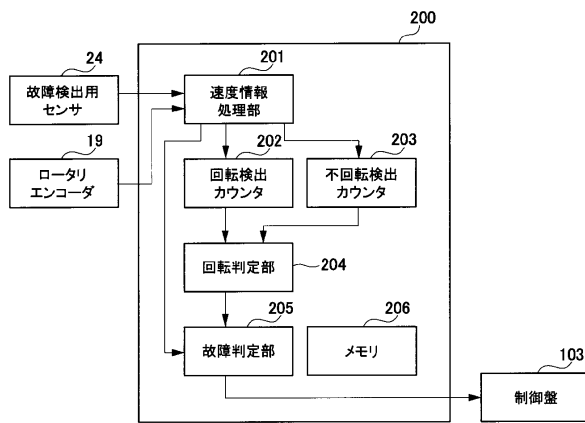 200
24
故障検出用
センサ
201
速度情報
処理部
19
ロータリ
エンコーダ
202
回転検出
カウンタ
203
不回転検出
カウンタ
回転判定部
204
205
故障判定部
206
メモリ
103
制御盤